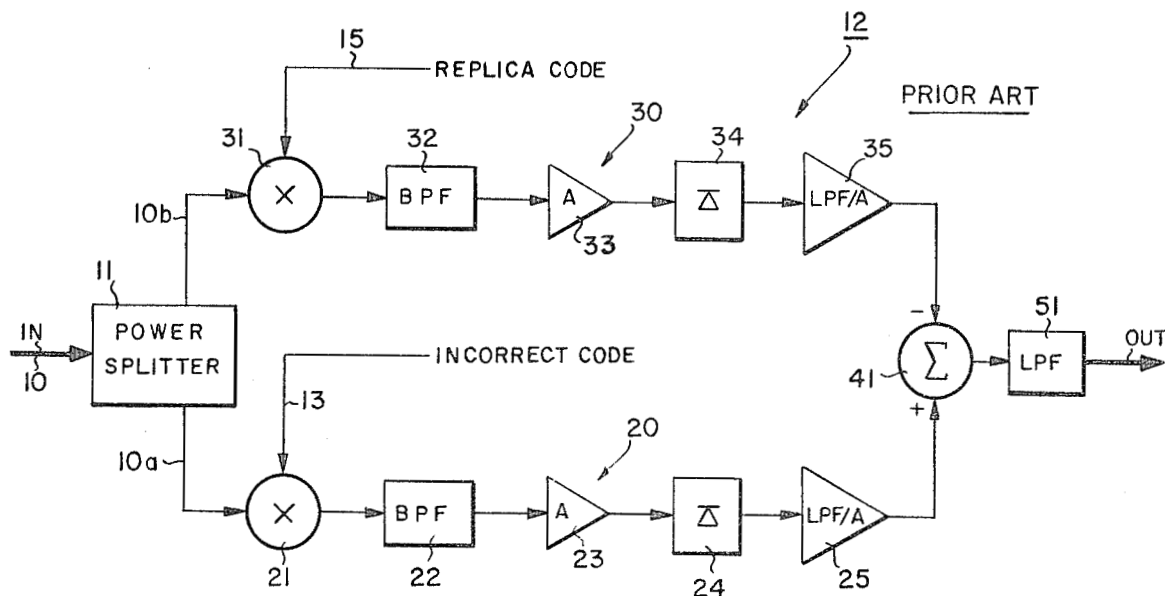 12
15
REPLICA CODE
PRIOR ART
31
×
32
BPF
30
A
33
34
35
LPF/A
10b
11
POWER
SPLITTER
IN
10
INCORRECT CODE
13
-
41
Σ
+
51
LPF
OUT
10a
×
21
BPF
22
20
A
23
24
LPF/A
25